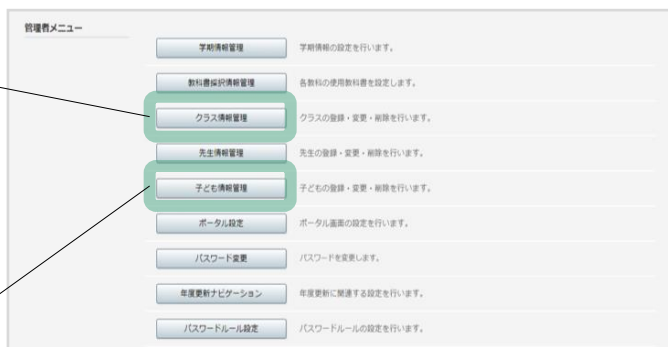 管理者メニュー
学期情報管理 学期情報の設定を行います。
教科書採択情報管理 各教科の使用教科書を設定します。
クラス情報管理 クラスの登録・変更・削除を行います。
先生情報管理 先生の登録・変更・削除を行います。
子ども情報管理 子どもの登録・変更・削除を行います。
ポータル設定 ポータル画面の設定を行います。
パスワード変更 パスワードを変更します。
年度更新ナビゲーション 年度更新に関連する設定を行います。
パスワードルール設定 パスワードルールの設定を行います。